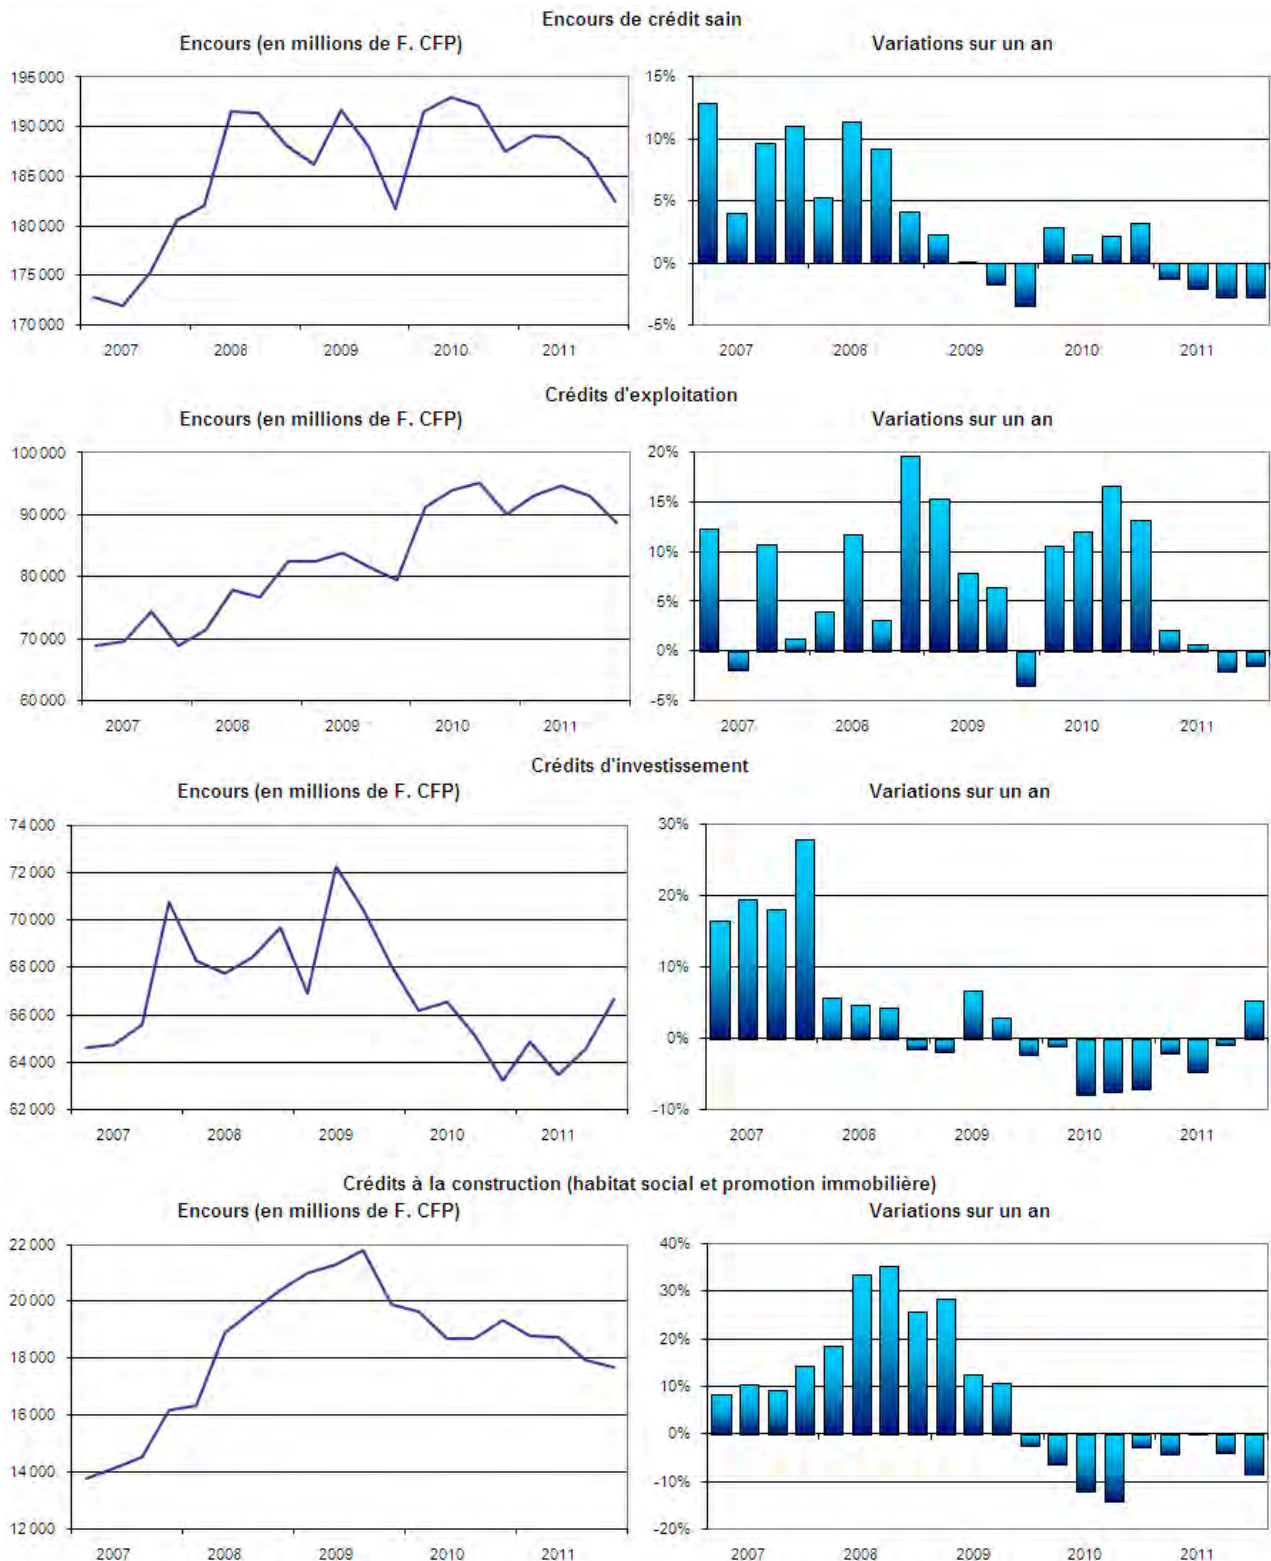 Encours de crédit sain
Encours (en millions de F. CFP)
Variations sur un an
195 000
190 000
185 000
180 000
175 000
170 000
2007 2008 2009 2010 2011
15%
10%
5%
0%
-5%
2007 2008 2009 2010 2011
Crédits d'exploitation
Encours (en millions de F. CFP)
Variations sur un an
100 000
90 000
80 000
70 000
60 000
2007 2008 2009 2010 2011
20%
15%
10%
5%
0%
-5%
2007 2008 2009 2010 2011
Crédits d'investissement
Encours (en millions de F. CFP)
Variations sur un an
74 000
72 000
70 000
68 000
66 000
64 000
62 000
2007 2008 2009 2010 2011
30%
20%
10%
0%
-10%
2007 2008 2009 2010 2011
Crédits à la construction (habitat social et promotion immobilière)
Encours (en millions de F. CFP)
Variations sur un an
22 000
20 000
18 000
16 000
14 000
12 000
2007 2008 2009 2010 2011
40%
30%
20%
10%
0%
-10%
-20%
2007 2008 2009 2010 2011